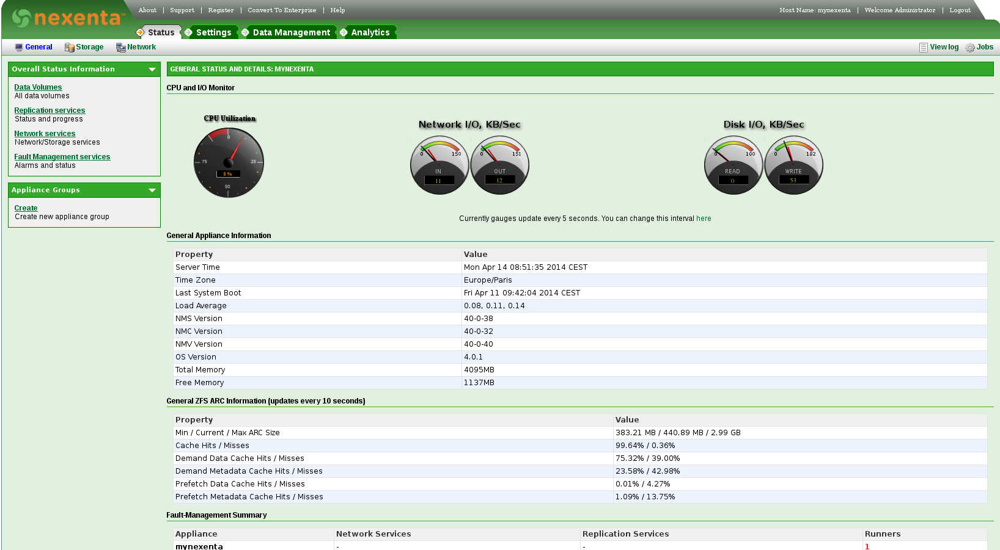 nexenta™
About | Support | Register | Convert To Enterprise | Help
Host Name: mynexenta | Welcome Administrator | Logout
Status Settings Data Management Analytics
General Storage Network
View log Jobs
Overall Status Information
Data Volumes
All data volumes
Replication services
Status and progress
Network services
Network/Storage services
Fault Management services
Alarms and status
Appliance Groups
Create
Create new appliance group
GENERAL STATUS AND DETAILS: MYNEXENTA
CPU and I/O Monitor
CPU Utilization
0
75 25
8 %
50
Network I/O, KB/Sec
0 150
IN
11
0 151
OUT
12
Disk I/O, KB/Sec
0 100
READ
0
0 182
WRITE
53
Currently gauges update every 5 seconds. You can change this interval here
General Appliance Information
Property Value
Server Time Mon Apr 14 08:51:35 2014 CEST
Time Zone Europe/Paris
Last System Boot Fri Apr 11 09:42:04 2014 CEST
Load Average 0.08, 0.11, 0.14
NMS Version 40-0-38
NMC Version 40-0-32
NMV Version 40-0-40
OS Version 4.0.1
Total Memory 4095MB
Free Memory 1137MB
General ZFS ARC Information (updates every 10 seconds)
Property Value
Min / Current / Max ARC Size 383.21 MB / 440.89 MB / 2.99 GB
Cache Hits / Misses 99.64% / 0.36%
Demand Data Cache Hits / Misses 75.32% / 39.00%
Demand Metadata Cache Hits / Misses 23.58% / 42.98%
Prefetch Data Cache Hits / Misses 0.01% / 4.27%
Prefetch Metadata Cache Hits / Misses 1.09% / 13.75%
Fault-Management Summary
Appliance Network Services Replication Services Runners
mynexenta - - 1